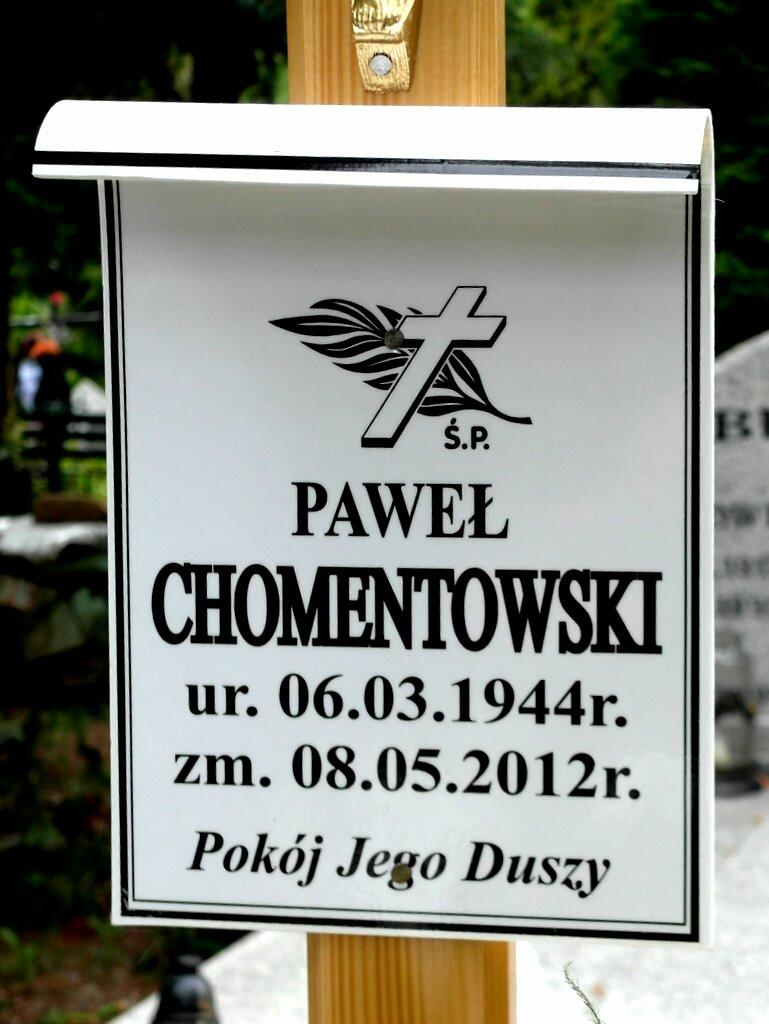 Ś.P.
PAWEŁ
CHOMENTOWSKI
ur. 06.03.1944r.
zm. 08.05.2012r.
Pokój Jego Duszy